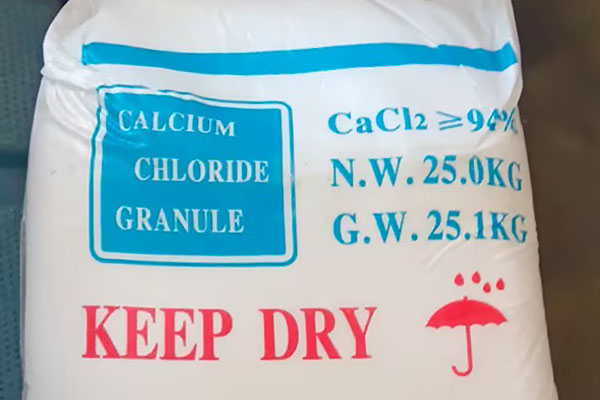 CALCIUM
CHLORIDE
GRANULE
CaCl2 ≥94%
N.W. 25.0KG
G.W. 25.1KG
KEEP DRY